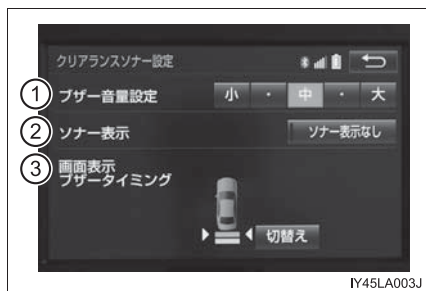 クリアランスソナー設定
1 ブザー音量設定 小 ・ 中 ・ 大
2 ソナー表示 ソナー表示なし
3 画面表示
ブザータイミング
切替え
IY45LA003J